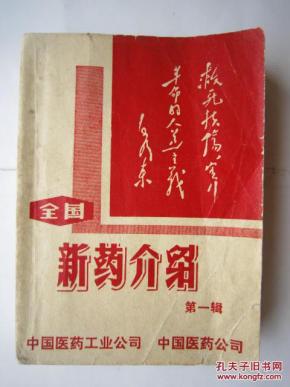 救死扶伤，实行
革命的人道主义
毛泽东
全国
新药介绍
第一辑
中国医药工业公司 中国医药公司
孔夫子旧书网